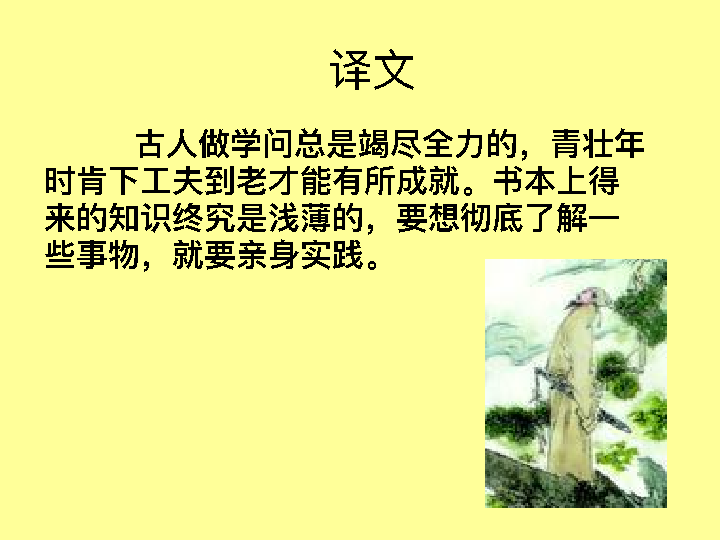 译文
古人做学问总是竭尽全力的，青壮年
时肯下工夫到老才能有所成就。书本上得
来的知识终究是浅薄的，要想彻底了解一
些事物，就要亲身实践。